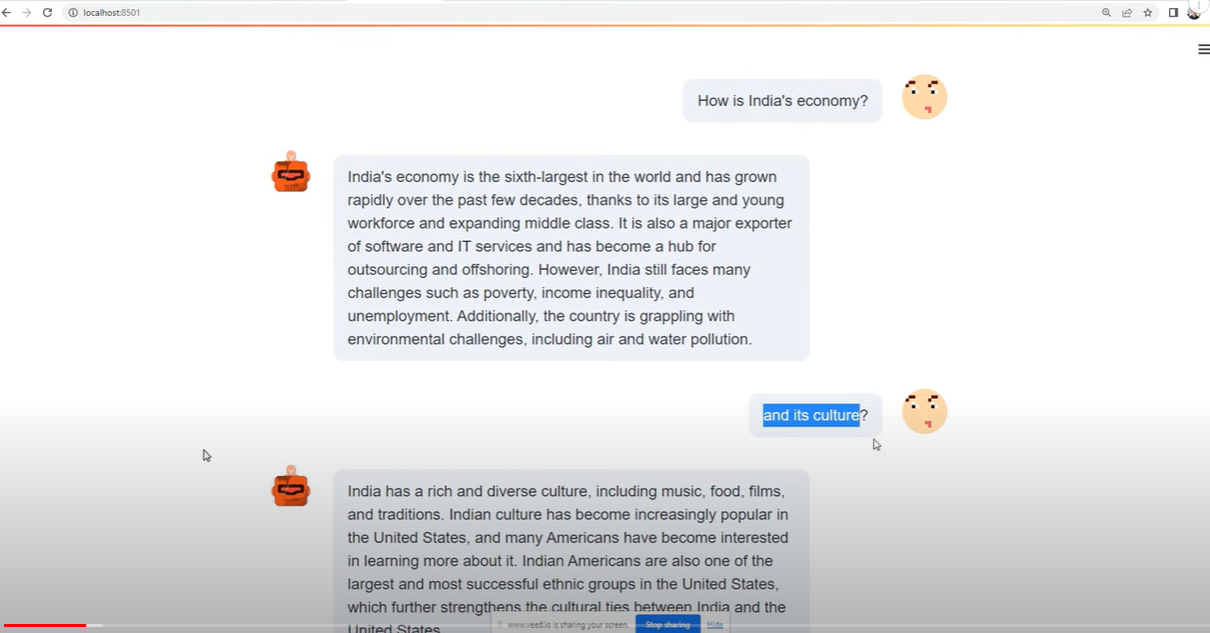 localhost:8501
How is India's economy?
India's economy is the sixth-largest in the world and has grown
rapidly over the past few decades, thanks to its large and young
workforce and expanding middle class. It is also a major exporter
of software and IT services and has become a hub for
outsourcing and offshoring. However, India still faces many
challenges such as poverty, income inequality, and
unemployment. Additionally, the country is grappling with
environmental challenges, including air and water pollution.
and its culture?
India has a rich and diverse culture, including music, food, films,
and traditions. Indian culture has become increasingly popular in
the United States, and many Americans have become interested
in learning more about it. Indian Americans are also one of the
largest and most successful ethnic groups in the United States,
which further strengthens the cultural ties between India and the
United States.
www.veed.io is sharing your screen. Stop sharing Hide